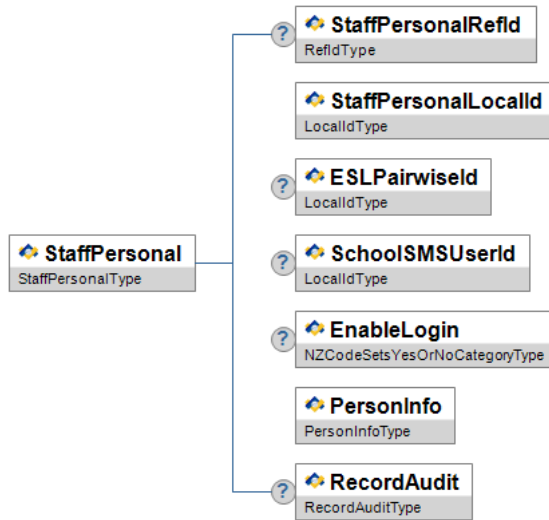 ? StaffPersonalRefId
RefIdType
StaffPersonalLocalId
LocalIdType
? ESLPairwiseId
LocalIdType
StaffPersonal
StaffPersonalType
? SchoolSMSUserId
LocalIdType
? EnableLogin
NZCodeSetsYesOrNoCategoryType
PersonInfo
PersonInfoType
? RecordAudit
RecordAuditType